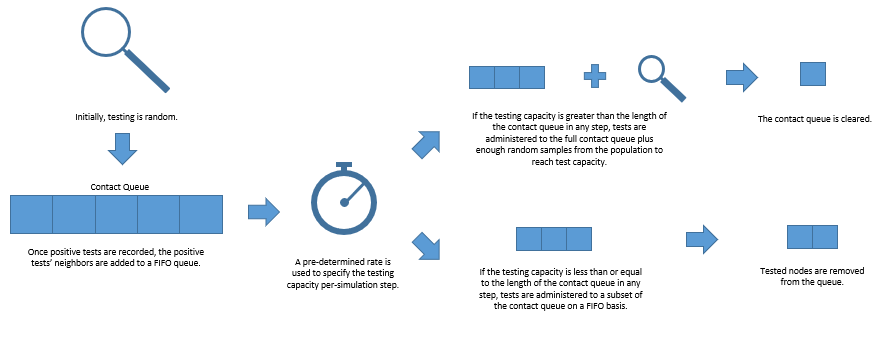 Initially, testing is random.
Contact Queue
Once positive tests are recorded, the positive
tests' neighbors are added to a FIFO queue.
A pre-determined rate is
used to specify the testing
capacity per-simulation step.
If the testing capacity is greater than the length of
the contact queue in any step, tests are
administered to the full contact queue plus
enough random samples from the population to
reach test capacity.
The contact queue is cleared.
If the testing capacity is less than or equal
to the length of the contact queue in any
step, tests are administered to a subset of
the contact queue on a FIFO basis.
Tested nodes are removed
from the queue.